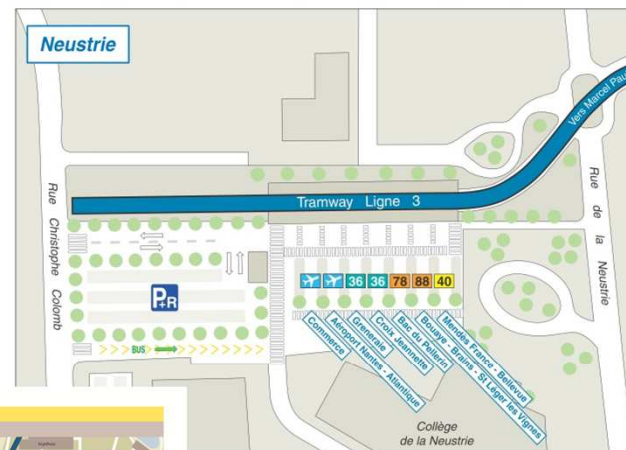 Neustrie
Vers Marcel Pau
Tramway Ligne 3
Rue Christophe Colomb
Rue de la Neustrie
P+R
36 36 78 88 40
BUS
Commerce
Aéroport Nantes - Atlantique
Grenerale
Croix Jeannette
Bac du Pellerin
Bouaye - Brains - St Léger les Vignes
Mendès France - Bellevue
Collège
de la Neustrie